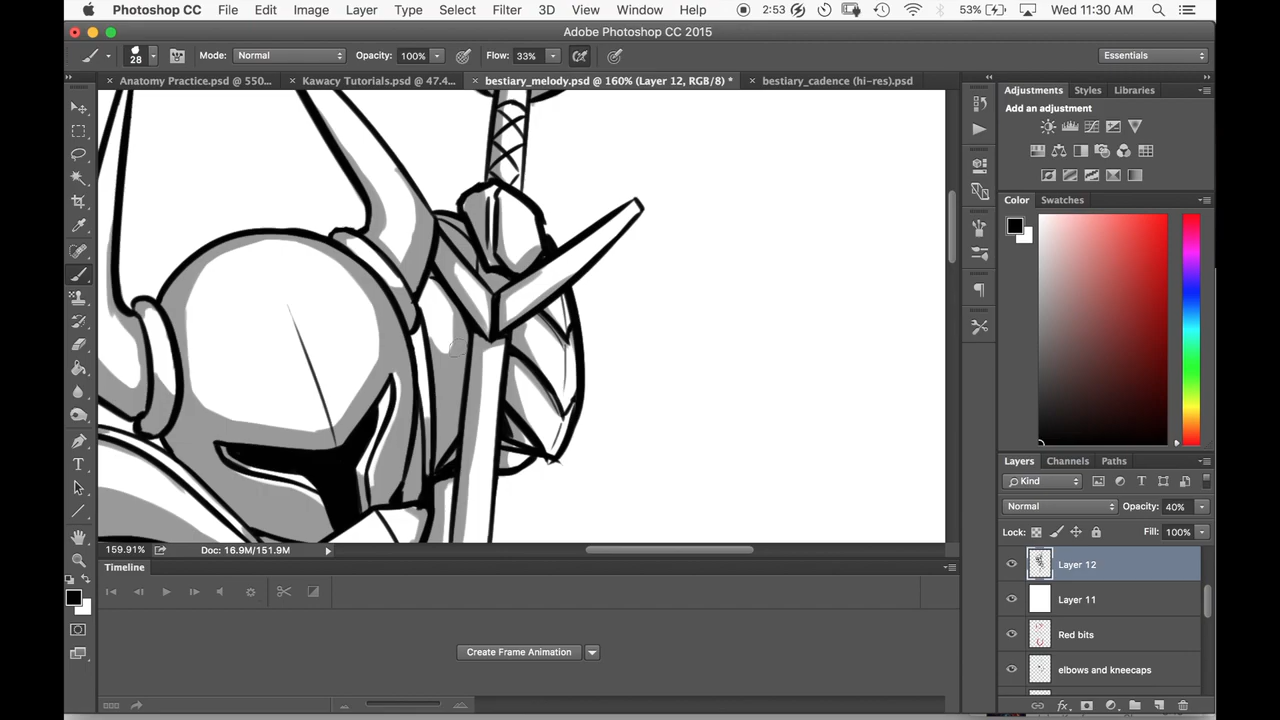 Photoshop CC File Edit Image Layer Type Select Filter 3D View Window Help 2:53 53% Wed 11:30 AM
Adobe Photoshop CC 2015
28 Mode: Normal Opacity: 100% Flow: 33% Essentials
× Anatomy Practice.psd @ 550... × Kawacy Tutorials.psd @ 47.4... × bestiary_melody.psd @ 160% (Layer 12, RGB/8) * × bestiary_cadence (hi-res).psd
Adjustments Styles Libraries
Add an adjustment
Color Swatches
Layers Channels Paths
Kind
Normal Opacity: 40%
Lock: Fill: 100%
Layer 12
Layer 11
Red bits
elbows and kneecaps
159.91% Doc: 16.9M/151.9M
Timeline
Create Frame Animation